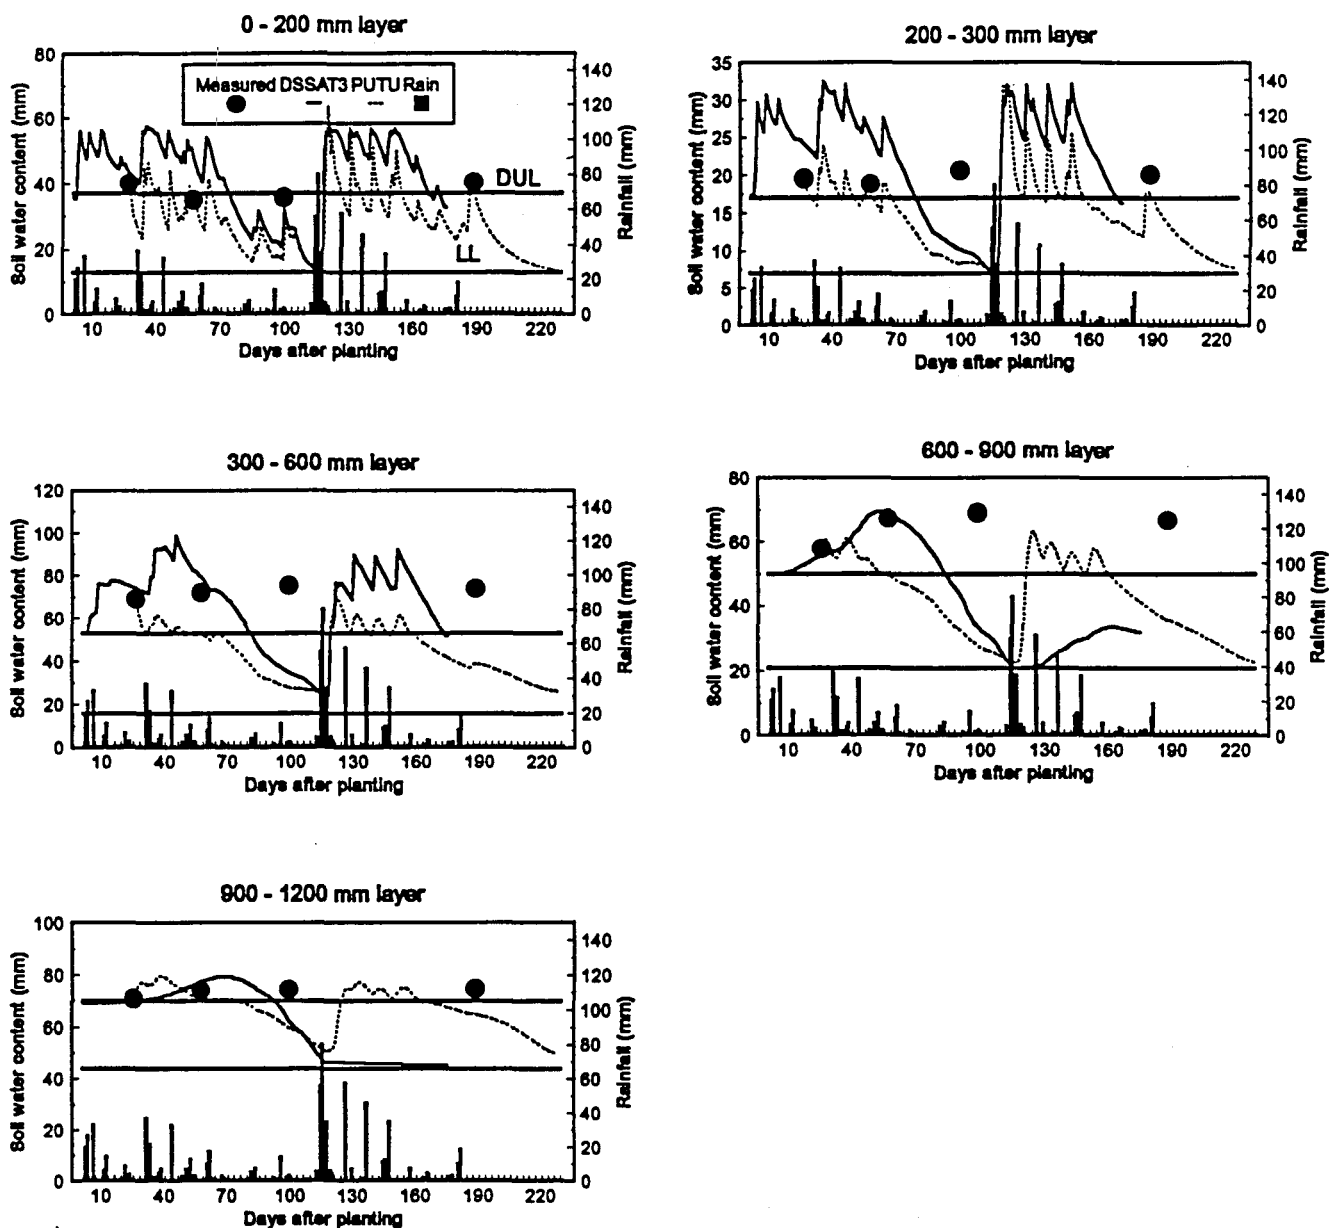 0 - 200 mm layer
80
60
40
20
0
Soil water content (mm)
Measured DSSAT3 PUTU Rain
DUL
LL
140
120
100
80
60
40
20
0
Rainfall (mm)
10 40 70 100 130 160 190 220
Days after planting
200 - 300 mm layer
35
30
25
20
15
10
5
0
Soil water content (mm)
140
120
100
80
60
40
20
0
Rainfall (mm)
10 40 70 100 130 160 190 220
Days after planting
300 - 600 mm layer
120
100
80
60
40
20
0
Soil water content (mm)
140
120
100
80
60
40
20
0
Rainfall (mm)
10 40 70 100 130 160 190 220
Days after planting
600 - 900 mm layer
80
60
40
20
0
Soil water content (mm)
140
120
100
80
60
40
20
0
Rainfall (mm)
10 40 70 100 130 160 190 220
Days after planting
900 - 1200 mm layer
100
80
60
40
20
0
Soil water content (mm)
140
120
100
80
60
40
20
0
Rainfall (mm)
10 40 70 100 130 160 190 220
Days after planting